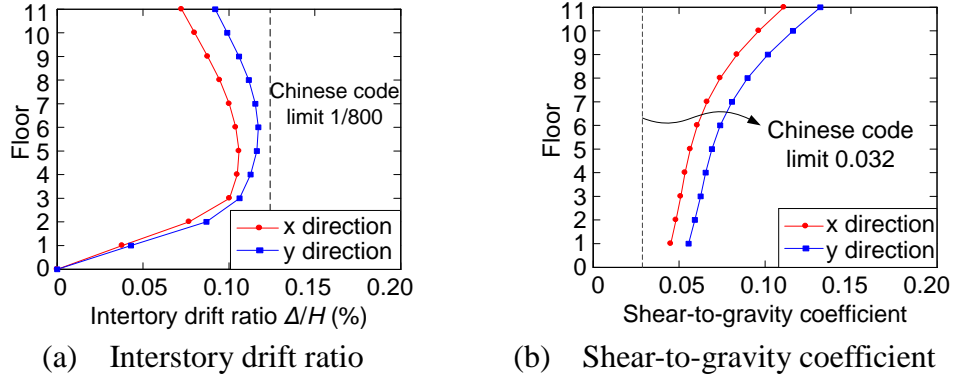 11
10
9
8
7
6
5
4
3
2
1
0
Floor
Chinese code
limit 1/800
x direction
y direction
0 0.05 0.10 0.15 0.20
Intertory drift ratio Δ/H (%)
(a) Interstory drift ratio
11
10
9
8
7
6
5
4
3
2
1
0
Floor
Chinese code
limit 0.032
x direction
y direction
0 0.05 0.10 0.15 0.20
Shear-to-gravity coefficient
(b) Shear-to-gravity coefficient